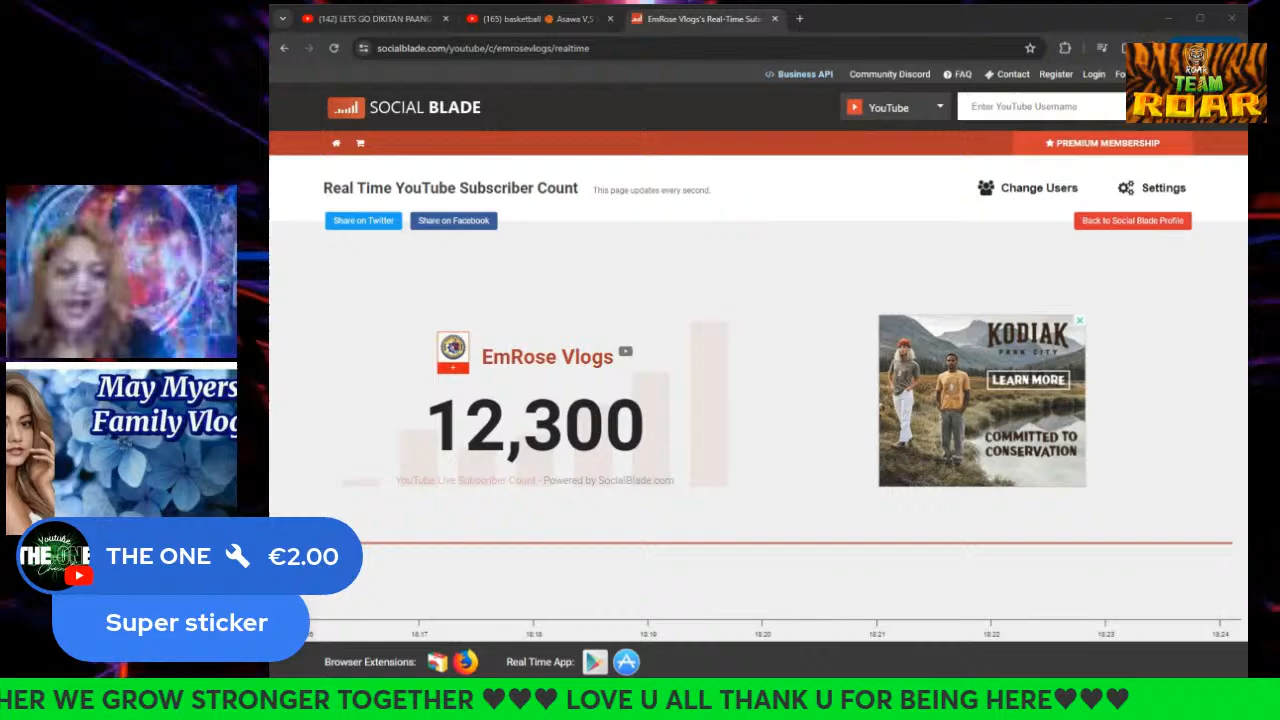 (142) LETS GO DIKITAN PAANG
(165) basketball 🏀 Asawa V,S
EmRose Vlogs's Real-Time Sub
socialblade.com/youtube/c/emrosevlogs/realtime
Business API Community Discord FAQ Contact Register Login
SOCIAL BLADE
YouTube
Enter YouTube Username
ROAR
TEAM
ROAR
PREMIUM MEMBERSHIP
Real Time YouTube Subscriber Count This page updates every second.
Change Users
Settings
Share on Twitter
Share on Facebook
Back to Social Blade Profile
EmRose Vlogs
12,300
YouTube Live Subscriber Count - Powered by SocialBlade.com
KODIAK
PARK CITY
LEARN MORE
COMMITTED TO
CONSERVATION
May Myers
Family Vlog
Youtube
THE ONE
THE ONE €2.00
Super sticker
18:17 18:18 18:19 18:20 18:21 18:22 18:23 18:24
Browser Extensions: Real Time App:
HER WE GROW STRONGER TOGETHER ♥♥♥ LOVE U ALL THANK U FOR BEING HERE♥♥♥